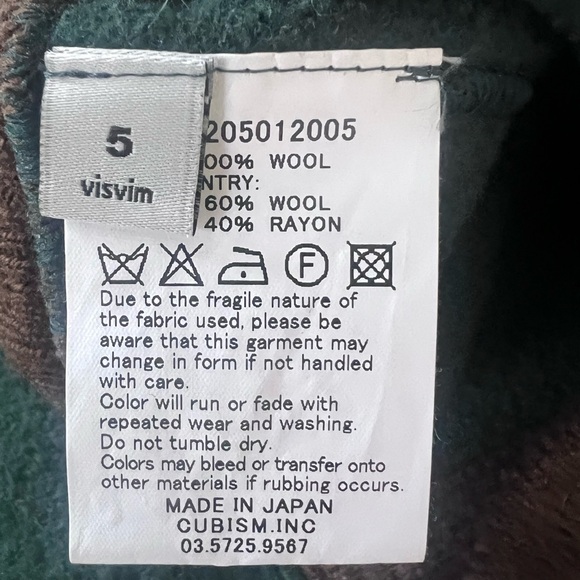 5
visvim
205012005
00% WOOL
NTRY:
60% WOOL
40% RAYON
F
Due to the fragile nature of
the fabric used, please be
aware that this garment may
change in form if not handled
with care.
Color will run or fade with
repeated wear and washing.
Do not tumble dry.
Colors may bleed or transfer onto
other materials if rubbing occurs.
MADE IN JAPAN
CUBISM.INC
03.5725.9567